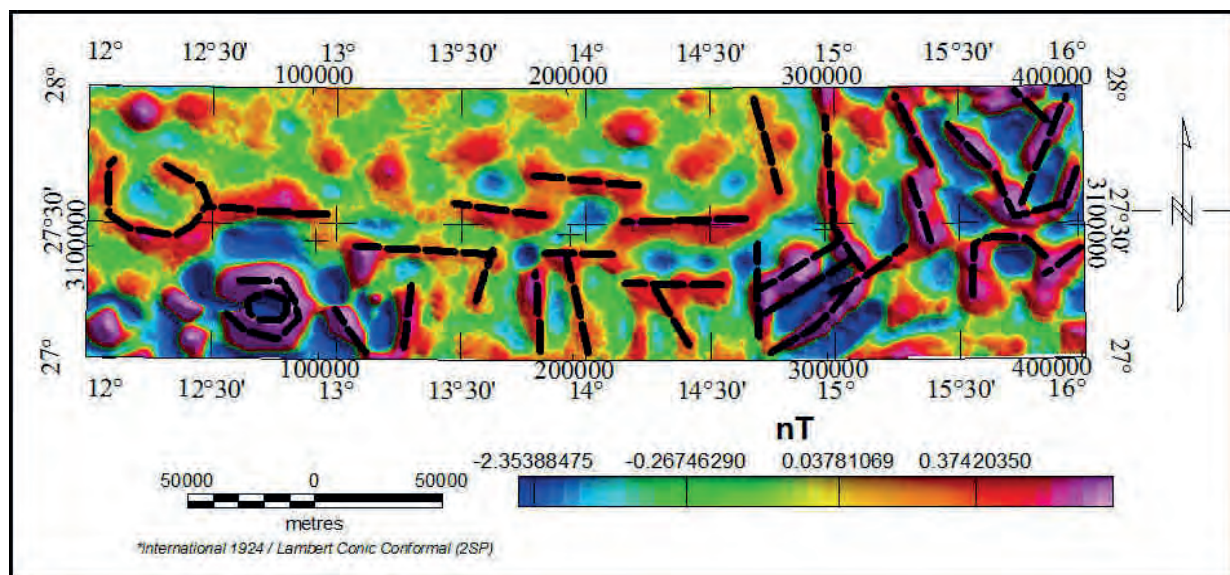 12° 12°30' 13° 13°30' 14° 14°30' 15° 15°30' 16°
100000 200000 300000 400000
28° 28°
27°30' 27°30'
3100000 3100000
N
27° 27°
100000 200000 300000 400000
12° 12°30' 13° 13°30' 14° 14°30' 15° 15°30' 16°
nT
-2.35388475 -0.26746290 0.03781069 0.37420350
50000 0 50000
metres
*International 1924 / Lambert Conic Conformal (2SP)